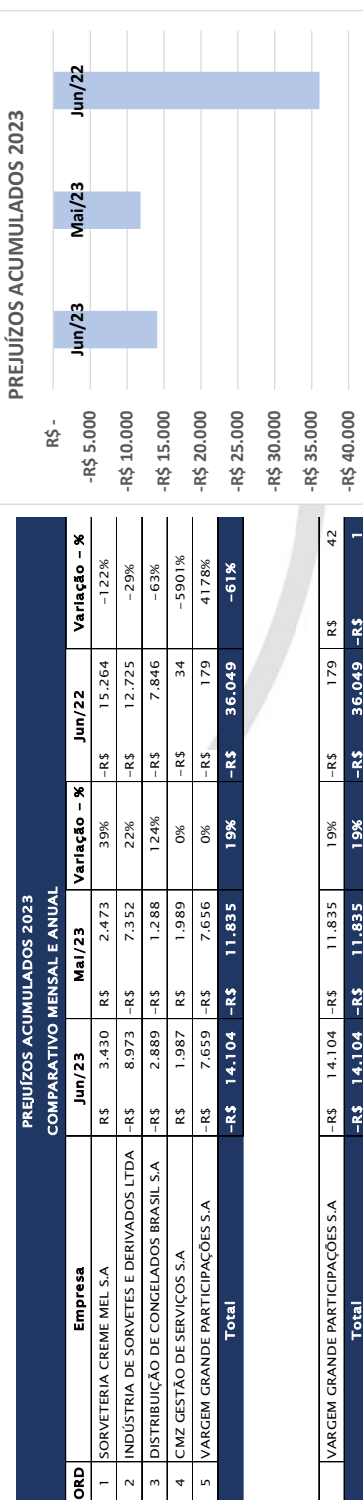 PREJUÍZOS ACUMULADOS 2023
COMPARATIVO MENSAL E ANUAL
ORD Empresa Jun/23 Mai/23 Variação – % Jun/22 Variação – %
1 SORVETERIA CREME MEL S.A R$ 3.430 R$ 2.473 39% –R$ 15.264 –122%
2 INDÚSTRIA DE SORVETES E DERIVADOS LTDA –R$ 8.973 –R$ 7.352 22% –R$ 12.725 –29%
3 DISTRIBUIÇÃO DE CONGELADOS BRASIL S.A –R$ 2.889 –R$ 1.288 124% –R$ 7.846 –63%
4 CMZ GESTÃO DE SERVIÇOS S.A R$ 1.987 R$ 1.989 0% –R$ 34 –5901%
5 VARGEM GRANDE PARTICIPAÇÕES S.A –R$ 7.659 –R$ 7.656 0% –R$ 179 4178%
Total –R$ 14.104 –R$ 11.835 19% –R$ 36.049 –61%
VARGEM GRANDE PARTICIPAÇÕES S.A –R$ 14.104 –R$ 11.835 19% –R$ 179 R$ 42
Total –R$ 14.104 –R$ 11.835 19% –R$ 36.049 –R$ 1
PREJUÍZOS ACUMULADOS 2023
R$ -
-R$ 5.000
-R$ 10.000
-R$ 15.000
-R$ 20.000
-R$ 25.000
-R$ 30.000
-R$ 35.000
-R$ 40.000
Jun/23 Mai/23 Jun/22